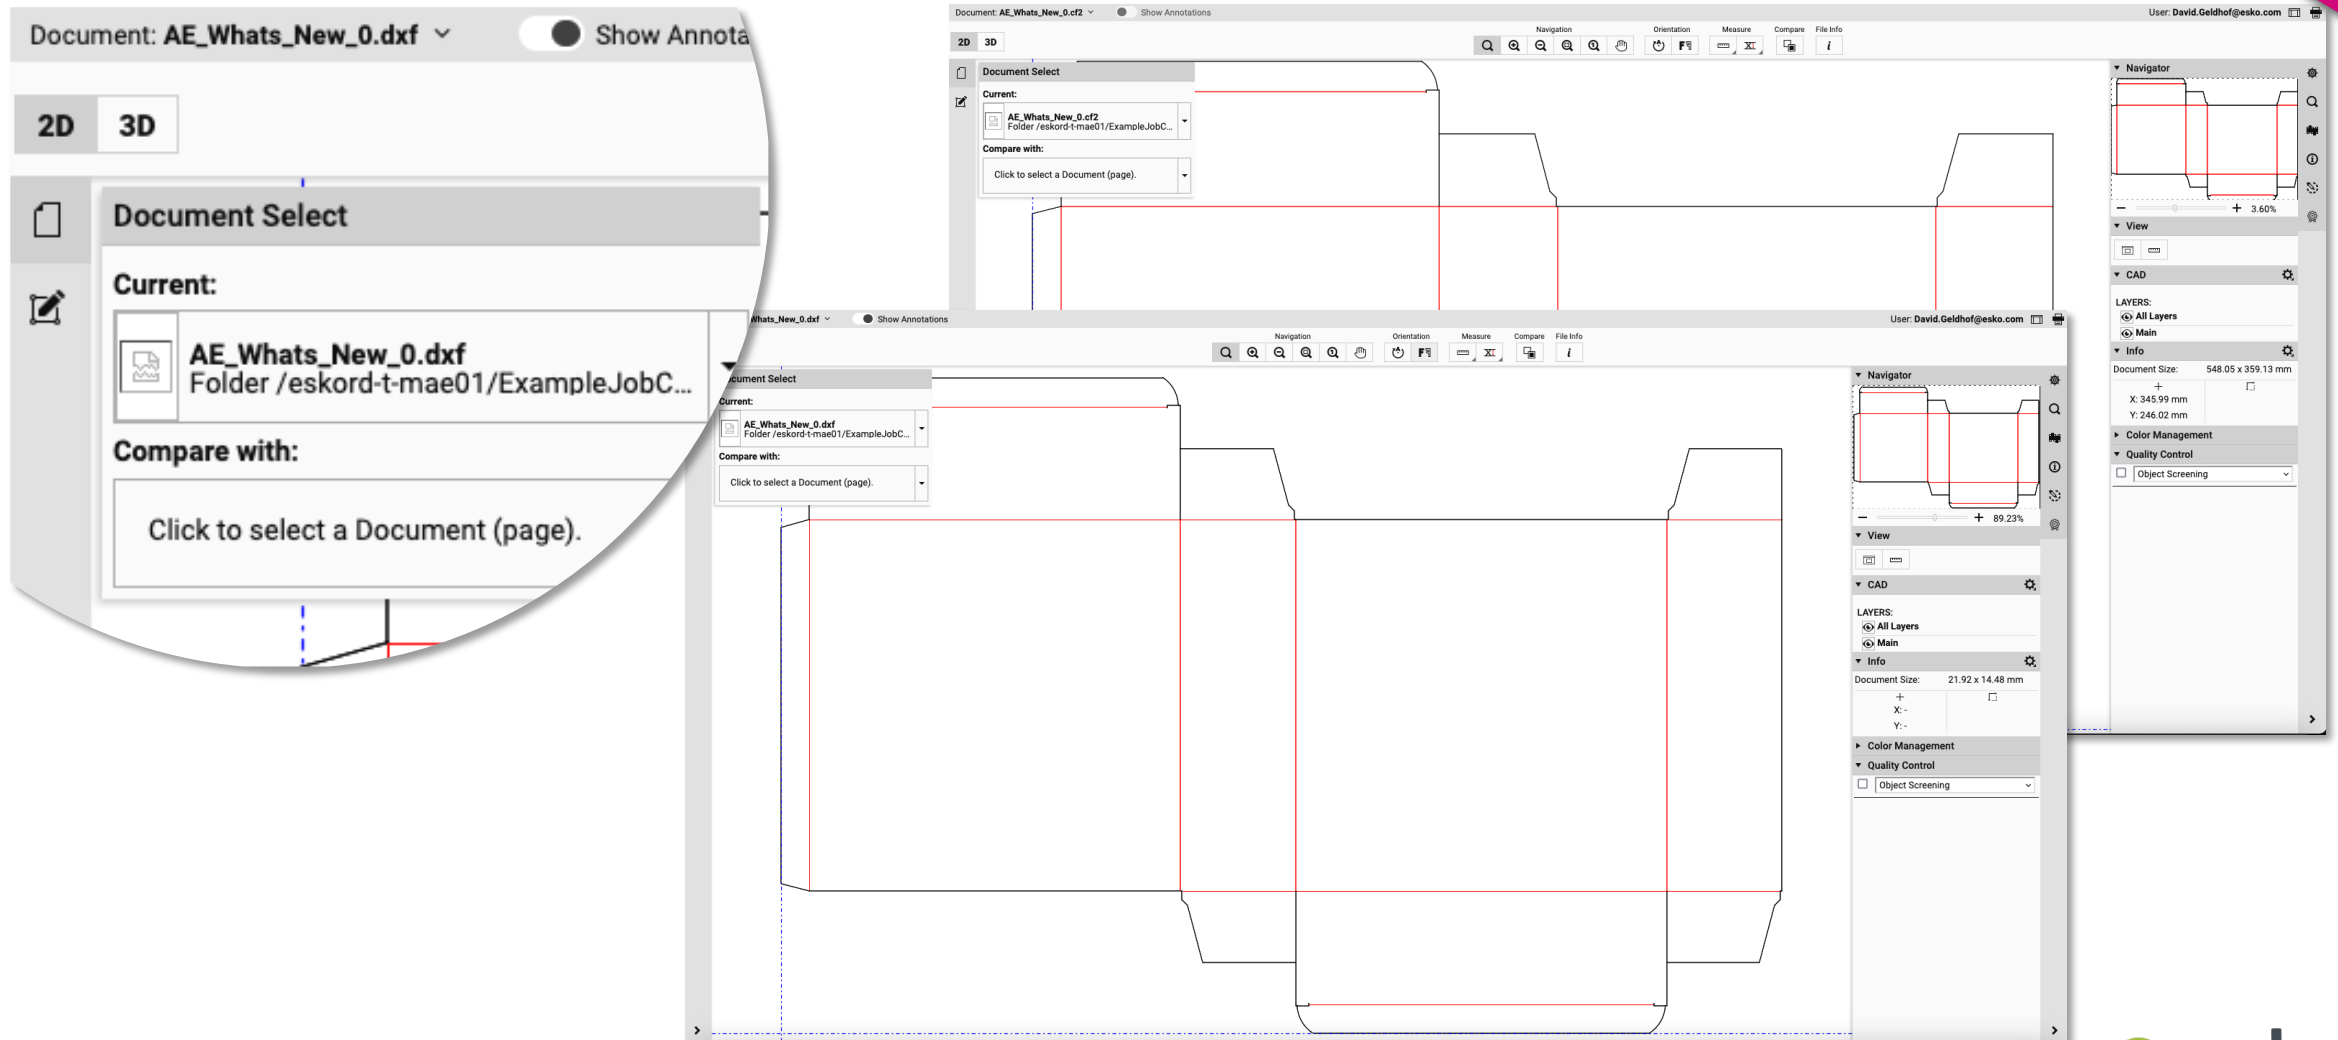 Document: AE_Whats_New_0.dxf
Show Annota
2D 3D
Document Select
Current:
AE_Whats_New_0.dxf
Folder /eskord-t-mae01/ExampleJobC...
Compare with:
Click to select a Document (page).
Document: AE_Whats_New_0.cf2
Show Annotations
User: David.Geldhof@esko.com
2D 3D
Navigation
Orientation
Measure
Compare
File Info
Document Select
Current:
AE_Whats_New_0.cf2
Folder /eskord-t-mae01/ExampleJobC...
Compare with:
Click to select a Document (page).
Navigator
3.60%
View
CAD
LAYERS:
All Layers
Main
Info
Document Size: 548.05 x 359.13 mm
X: 345.99 mm
Y: 246.02 mm
Color Management
Quality Control
Object Screening
Whats_New_0.dxf
Show Annotations
User: David.Geldhof@esko.com
Navigation
Orientation
Measure
Compare
File Info
cument Select
Current:
AE_Whats_New_0.dxf
Folder /eskord-t-mae01/ExampleJobC...
Compare with:
Click to select a Document (page).
Navigator
89.23%
View
CAD
LAYERS:
All Layers
Main
Info
Document Size: 21.92 x 14.48 mm
X: -
Y: -
Color Management
Quality Control
Object Screening